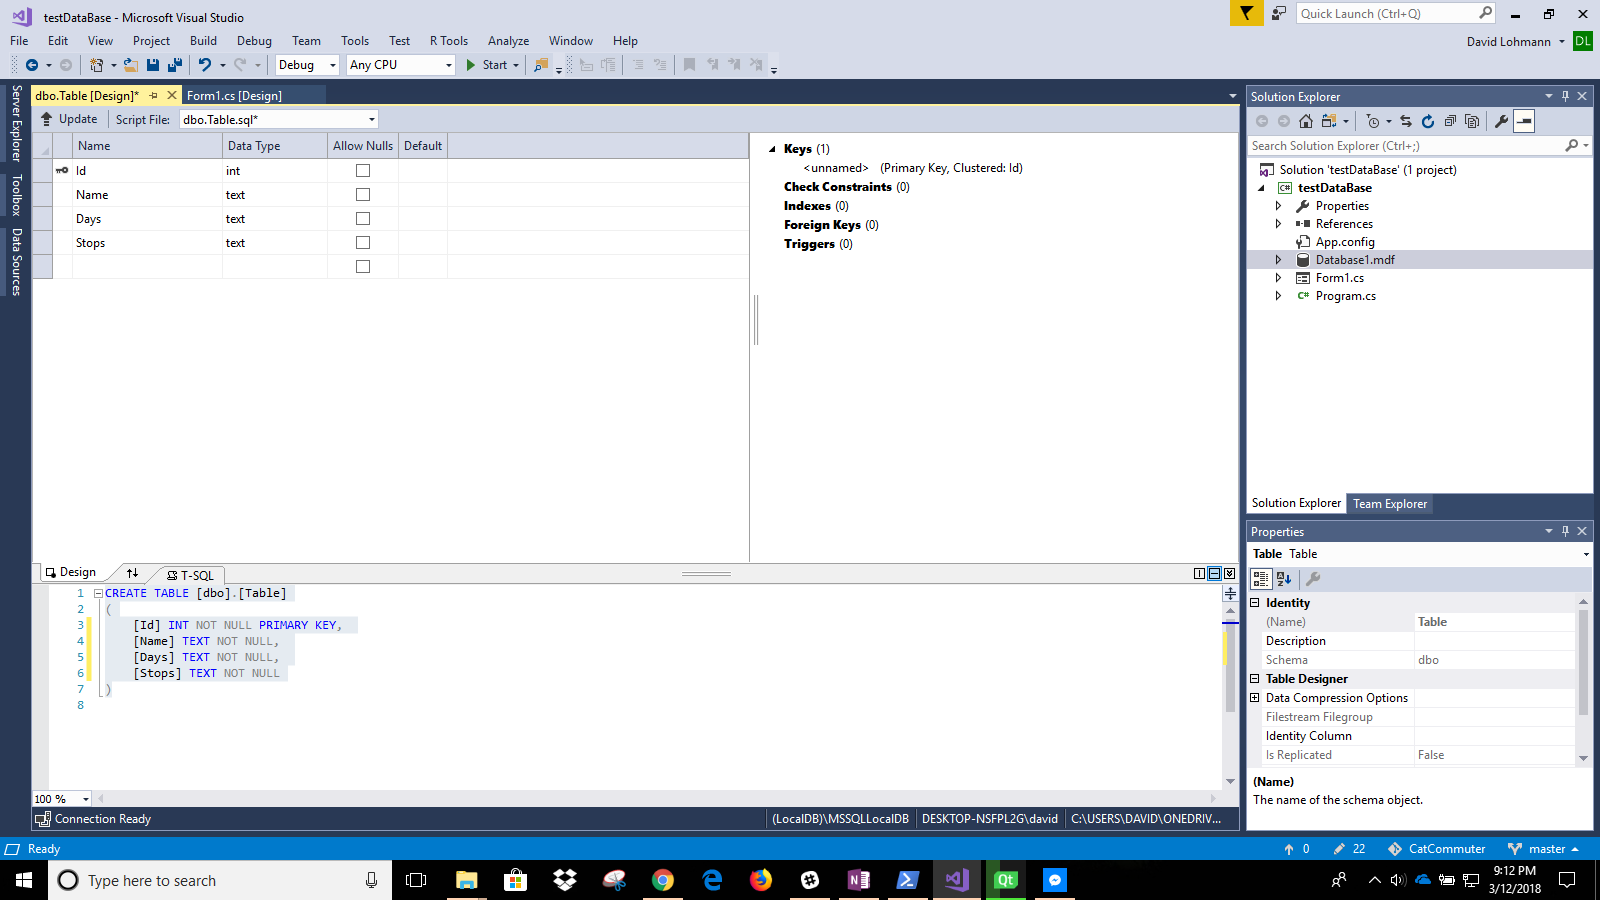 testDataBase - Microsoft Visual Studio
Quick Launch (Ctrl+Q)
File Edit View Project Build Debug Team Tools Test R Tools Analyze Window Help
David Lohmann DL
Debug Any CPU Start
Server Explorer
Toolbox
Data Sources
dbo.Table [Design]* Form1.cs [Design]
Update Script File: dbo.Table.sql*
Name Data Type Allow Nulls Default
Id int
Name text
Days text
Stops text
Keys (1)
<unnamed> (Primary Key, Clustered: Id)
Check Constraints (0)
Indexes (0)
Foreign Keys (0)
Triggers (0)
Design T-SQL
1 CREATE TABLE [dbo].[Table]
2 (
3 [Id] INT NOT NULL PRIMARY KEY,
4 [Name] TEXT NOT NULL,
5 [Days] TEXT NOT NULL,
6 [Stops] TEXT NOT NULL
7 )
8
100 %
Connection Ready (LocalDB)\MSSQLLocalDB DESKTOP-NSFPL2G\david C:\USERS\DAVID\ONEDRIV...
Solution Explorer
Search Solution Explorer (Ctrl+;)
Solution 'testDataBase' (1 project)
C# testDataBase
Properties
References
App.config
Database1.mdf
Form1.cs
C# Program.cs
Solution Explorer Team Explorer
Properties
Table Table
Identity
(Name) Table
Description
Schema dbo
Table Designer
Data Compression Options
Filestream Filegroup
Identity Column
Is Replicated False
(Name)
The name of the schema object.
Ready 0 22 CatCommuter master
Type here to search
Qt
9:12 PM
3/12/2018